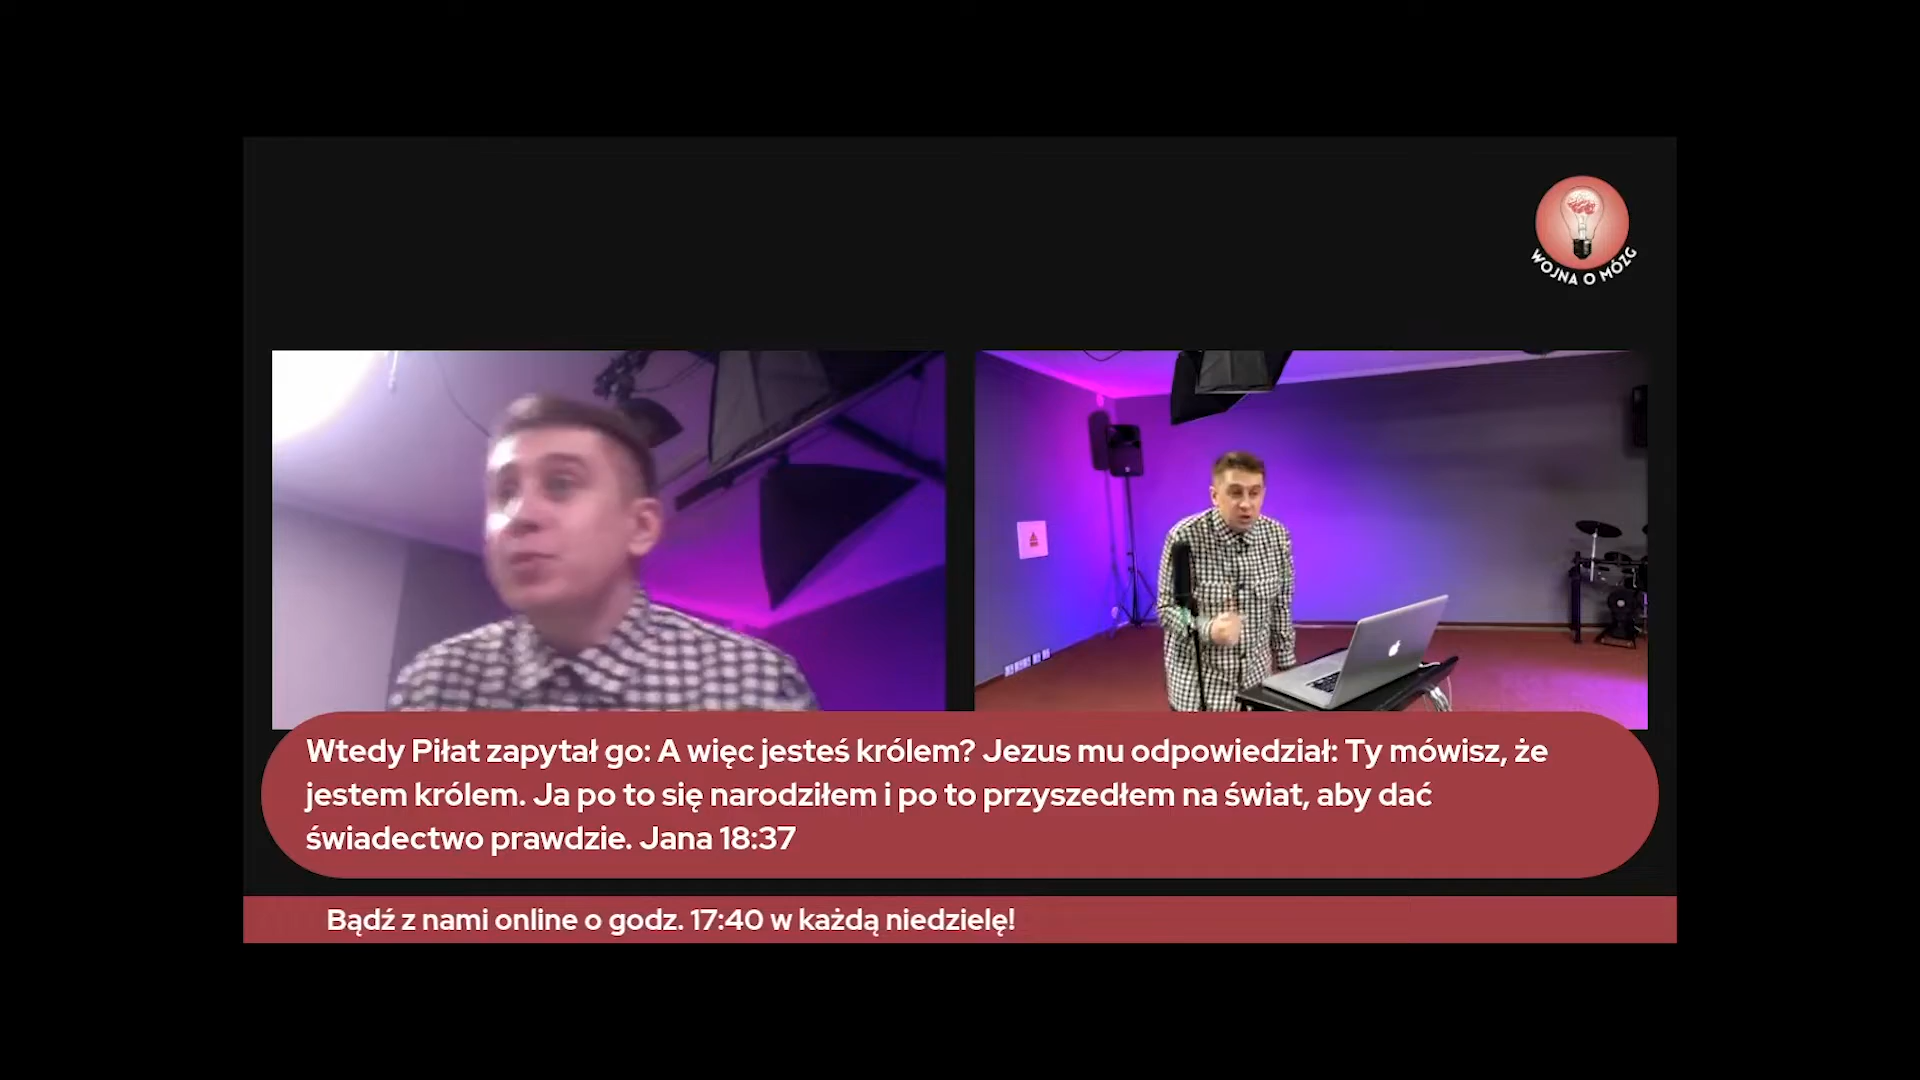 WOJNA O MÓZG
Wtedy Piłat zapytał go: A więc jesteś królem? Jezus mu odpowiedział: Ty mówisz, że
jestem królem. Ja po to się narodziłem i po to przyszedłem na świat, aby dać
świadectwo prawdzie. Jana 18:37
Bądź z nami online o godz. 17:40 w każdą niedzielę!